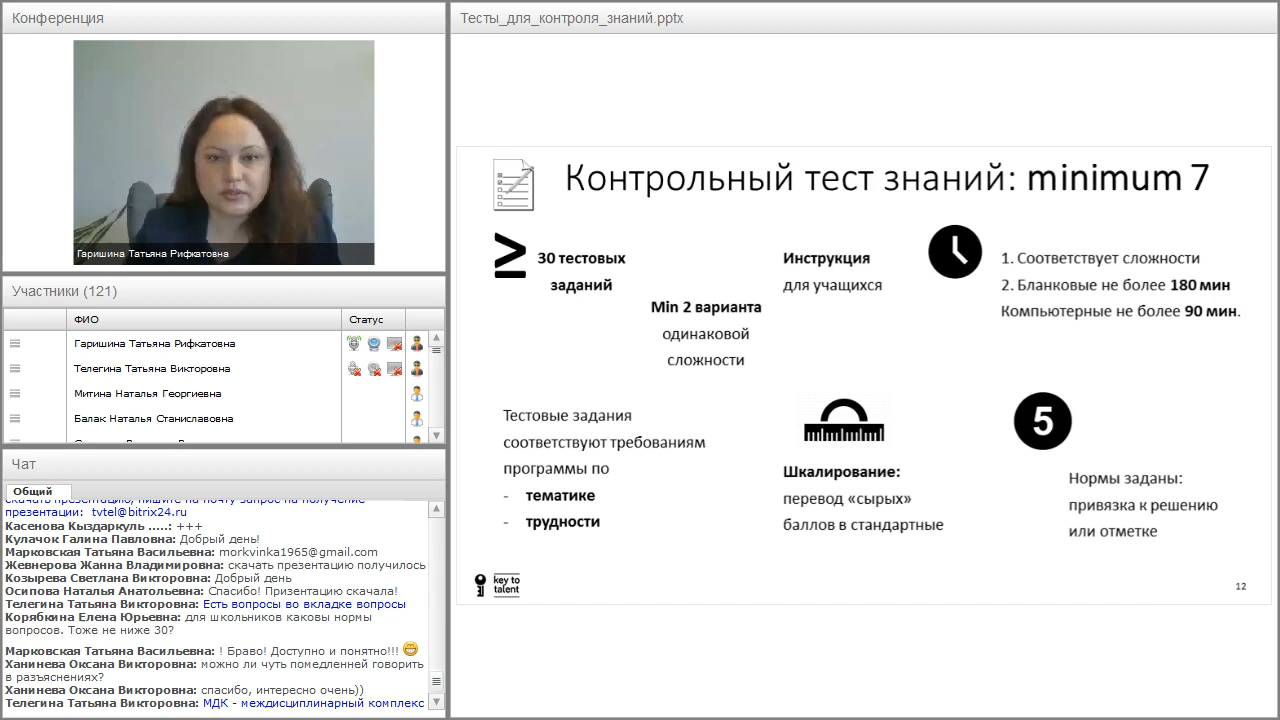 Конференция
Гаришина Татьяна Рифкатовна
Участники (121)
ФИО
Статус
Гаришина Татьяна Рифкатовна
Телегина Татьяна Викторовна
Митина Наталья Георгиевна
Балак Наталья Станиславовна
Чат
Общий
скачать презентацию, пишите на почту запрос на получение
презентации: tvtel@bitrix24.ru
Касенова Кыздаркуль .....: +++
Кулачок Галина Павловна: Добрый день!
Марковская Татьяна Васильевна: morkvinka1965@gmail.com
Жевнерова Жанна Владимировна: скачать презентацию получилось
Козырева Светлана Викторовна: Добрый день
Осипова Наталья Анатольевна: Спасибо! Призентацию скачала!
Телегина Татьяна Викторовна: Есть вопросы во вкладке вопросы
Корябкина Елена Юрьевна: для школьников каковы нормы
вопросов. Тоже не ниже 30?
Марковская Татьяна Васильевна: ! Браво! Доступно и понятно!!!
Ханинева Оксана Викторовна: можно ли чуть помедленней говорить
в разъяснениях?
Ханинева Оксана Викторовна: спасибо, интересно очень))
Телегина Татьяна Викторовна: МДК - междисциплинарный комплекс
Тесты_для_контроля_знаний.pptx
Контрольный тест знаний: minimum 7
≥ 30 тестовых
заданий
Min 2 варианта
одинаковой
сложности
Инструкция
для учащихся
1. Соответствует сложности
2. Бланковые не более 180 мин
Компьютерные не более 90 мин.
Тестовые задания
соответствуют требованиям
программы по
- тематике
- трудности
Шкалирование:
перевод «сырых»
баллов в стандартные
5
Нормы заданы:
привязка к решению
или отметке
key to
talent
12